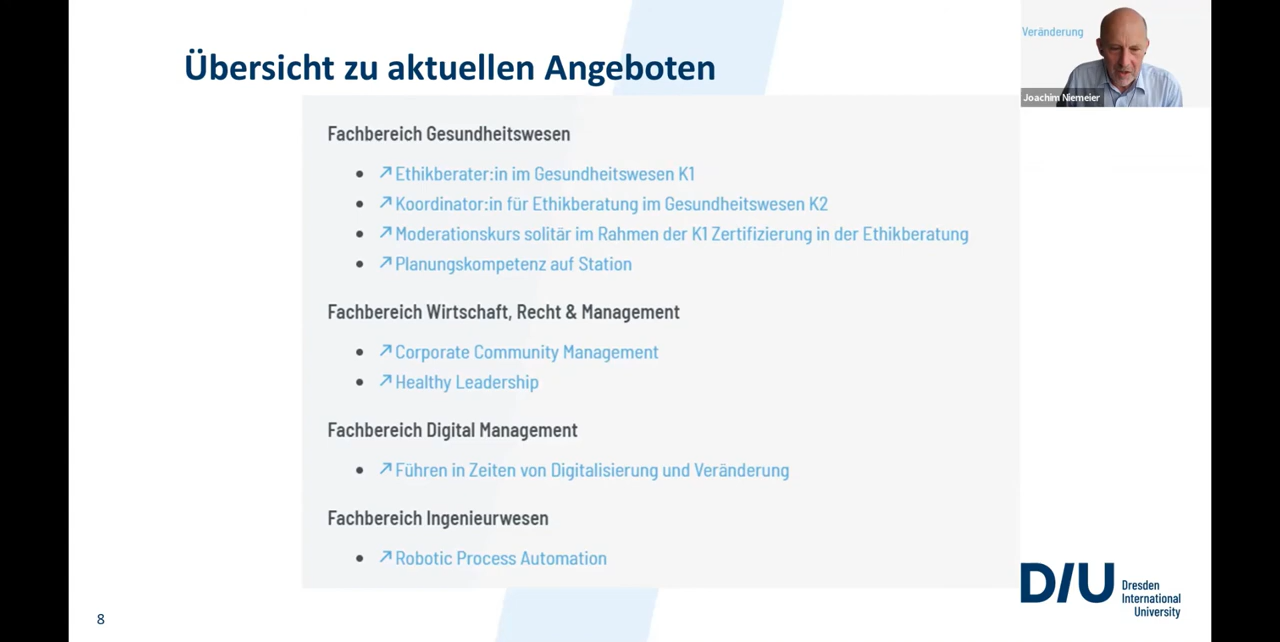 Übersicht zu aktuellen Angeboten
Veränderung
Joachim Niemeier
Fachbereich Gesundheitswesen
Ethikberater:in im Gesundheitswesen K1
Koordinator:in für Ethikberatung im Gesundheitswesen K2
Moderationskurs solitär im Rahmen der K1 Zertifizierung in der Ethikberatung
Planungskompetenz auf Station
Fachbereich Wirtschaft, Recht & Management
Corporate Community Management
Healthy Leadership
Fachbereich Digital Management
Führen in Zeiten von Digitalisierung und Veränderung
Fachbereich Ingenieurwesen
Robotic Process Automation
DIU
Dresden
International
University
8